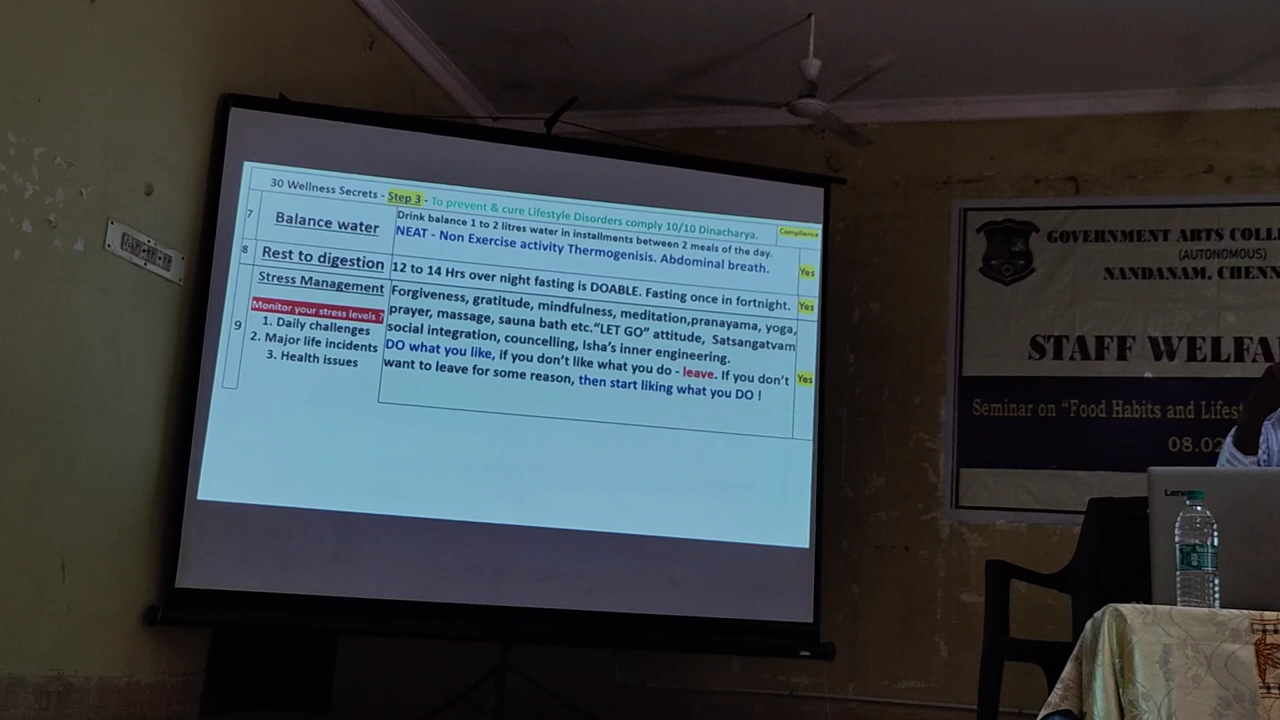 30 Wellness Secrets - Step 3 - To prevent & cure Lifestyle Disorders comply 10/10 Dinacharya.
Compliance
7
Balance water
Drink balance 1 to 2 litres water in installments between 2 meals of the day.
NEAT - Non Exercise activity Thermogenisis. Abdominal breath.
Yes
8
Rest to digestion
12 to 14 Hrs over night fasting is DOABLE. Fasting once in fortnight.
Yes
9
Stress Management
Monitor your stress levels ?
1. Daily challenges
2. Major life incidents
3. Health issues
Forgiveness, gratitude, mindfulness, meditation,pranayama, yoga,
prayer, massage, sauna bath etc."LET GO" attitude, Satsangatvam
social integration, councelling, Isha's inner engineering.
DO what you like, if you don't like what you do - leave. If you don't
want to leave for some reason, then start liking what you DO !
Yes
GOVERNMENT ARTS COLL
(AUTONOMOUS)
NANDANAM, CHENN
STAFF WELFA
Seminar on "Food Habits and Lifest
08.02
Leno